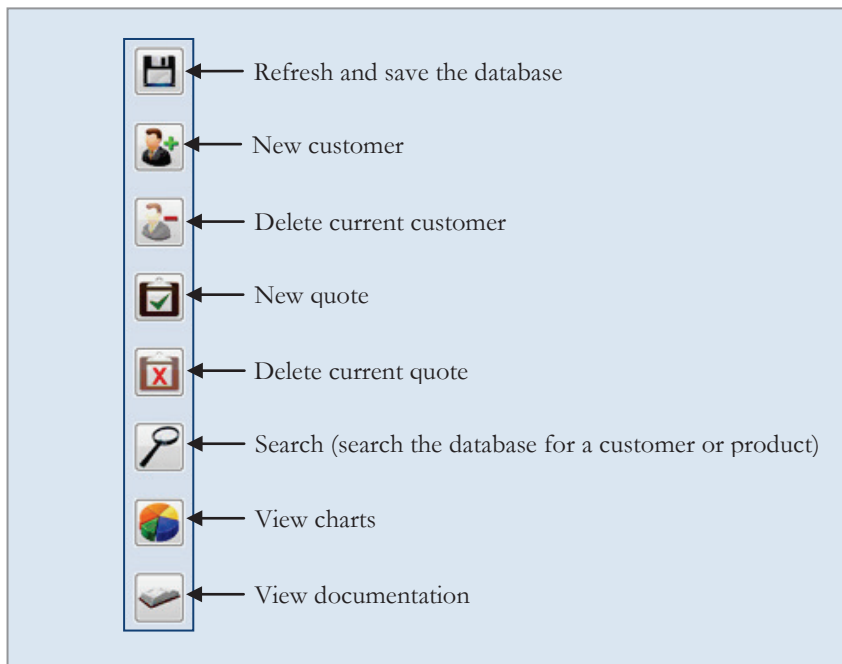 Refresh and save the database
New customer
Delete current customer
New quote
Delete current quote
Search (search the database for a customer or product)
View charts
View documentation